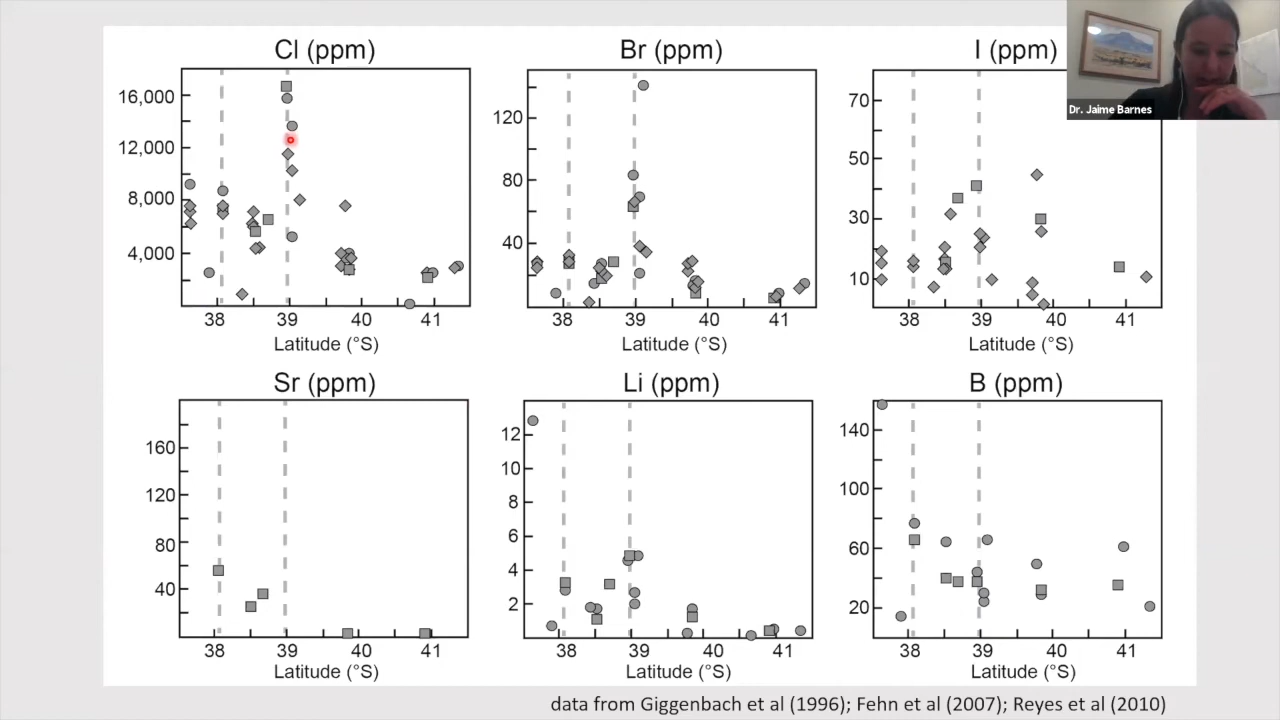 Cl (ppm)
16,000
12,000
8,000
4,000
38 39 40 41
Latitude (°S)
Br (ppm)
120
80
40
38 39 40 41
Latitude (°S)
I (ppm)
70
50
30
10
38 39 40 41
Latitude (°S)
Dr. Jaime Barnes
Sr (ppm)
160
120
80
40
38 39 40 41
Latitude (°S)
Li (ppm)
12
10
8
6
4
2
38 39 40 41
Latitude (°S)
B (ppm)
140
100
60
20
38 39 40 41
Latitude (°S)
data from Giggenbach et al (1996); Fehn et al (2007); Reyes et al (2010)